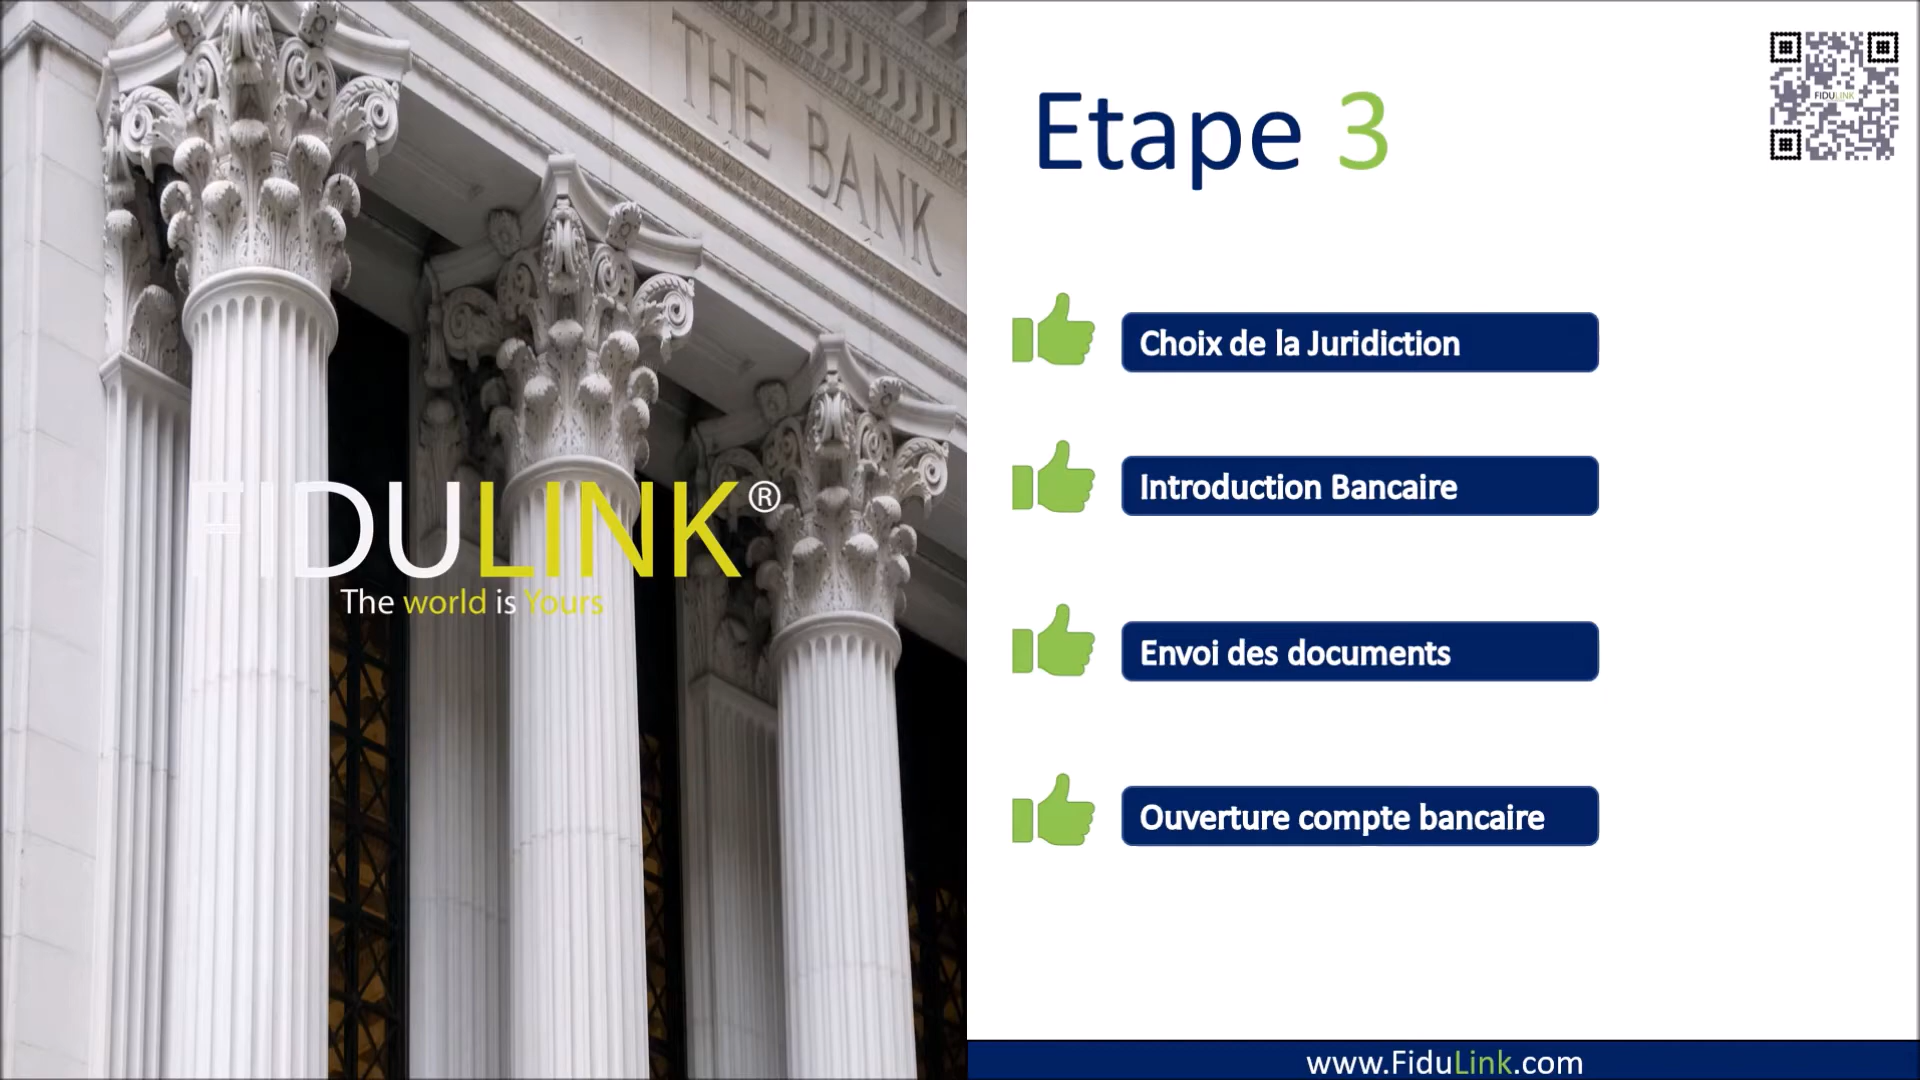 THE BANK
FIDULINK®
The world is Yours
Etape 3
FIDULINK
Choix de la Juridiction
Introduction Bancaire
Envoi des documents
Ouverture compte bancaire
www.FiduLink.com